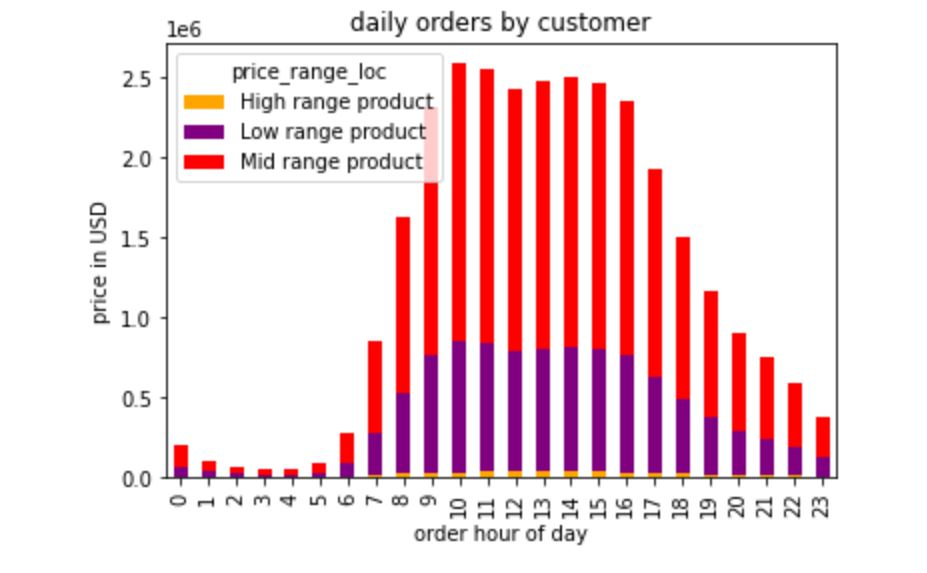 daily orders by customer
1e6
price_range_loc
High range product
Low range product
Mid range product
2.5
2.0
1.5
1.0
0.5
0.0
price in USD
0 1 2 3 4 5 6 7 8 9 10 11 12 13 14 15 16 17 18 19 20 21 22 23
order hour of day